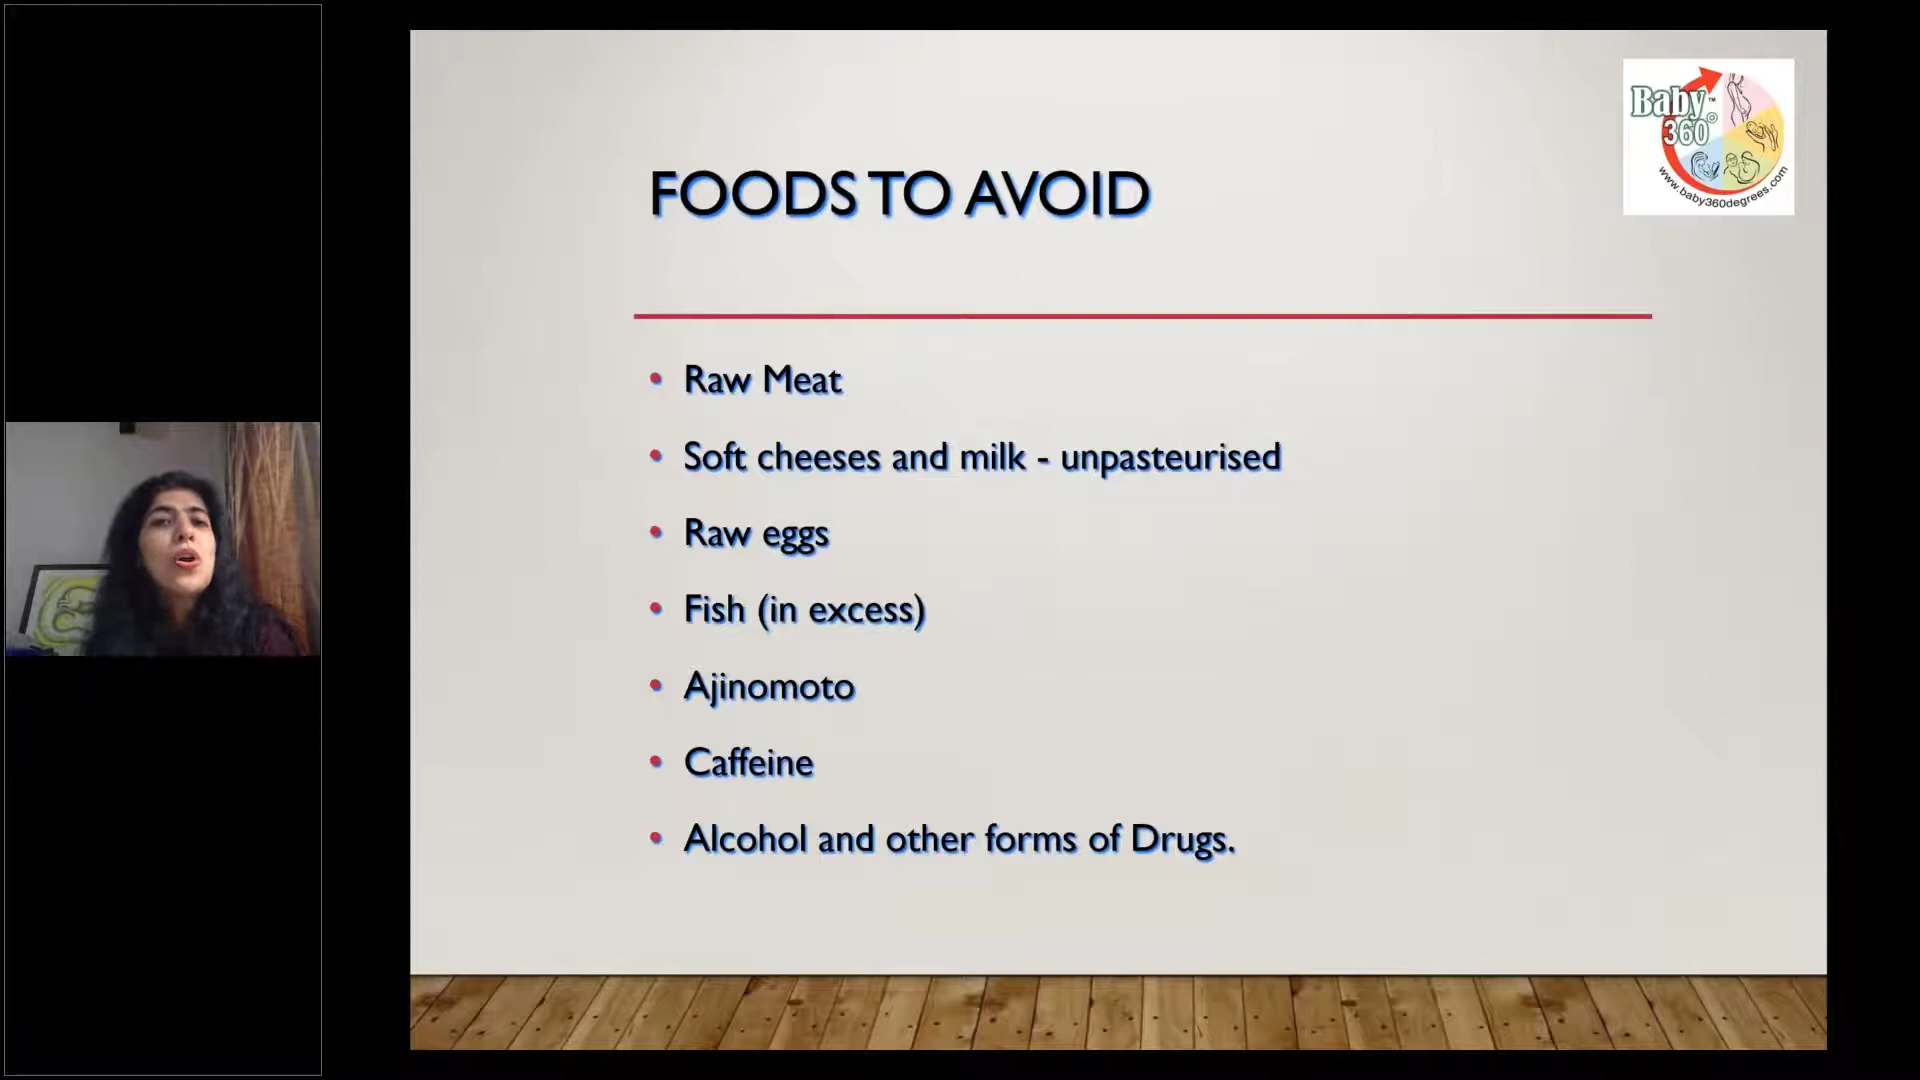 Baby™
360°
www.baby360degrees.com
FOODS TO AVOID
• Raw Meat
• Soft cheeses and milk - unpasteurised
• Raw eggs
• Fish (in excess)
• Ajinomoto
• Caffeine
• Alcohol and other forms of Drugs.